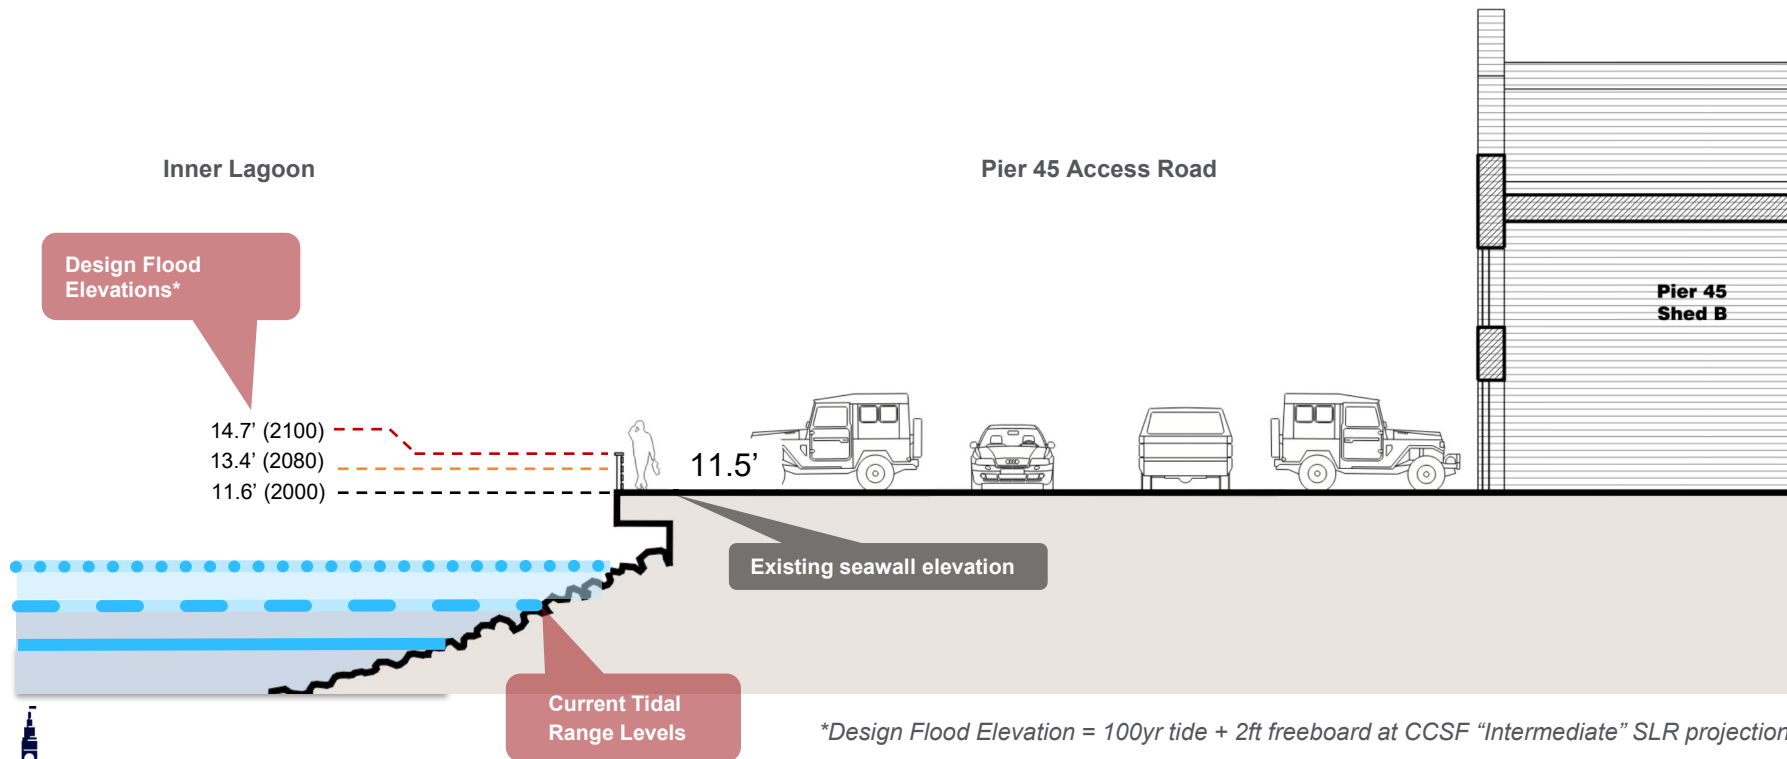 Inner Lagoon
Pier 45 Access Road
Design Flood
Elevations*
Pier 45
Shed B
14.7’ (2100)
13.4’ (2080)
11.6’ (2000)
11.5’
Existing seawall elevation
Current Tidal
Range Levels
*Design Flood Elevation = 100yr tide + 2ft freeboard at CCSF “Intermediate” SLR projection